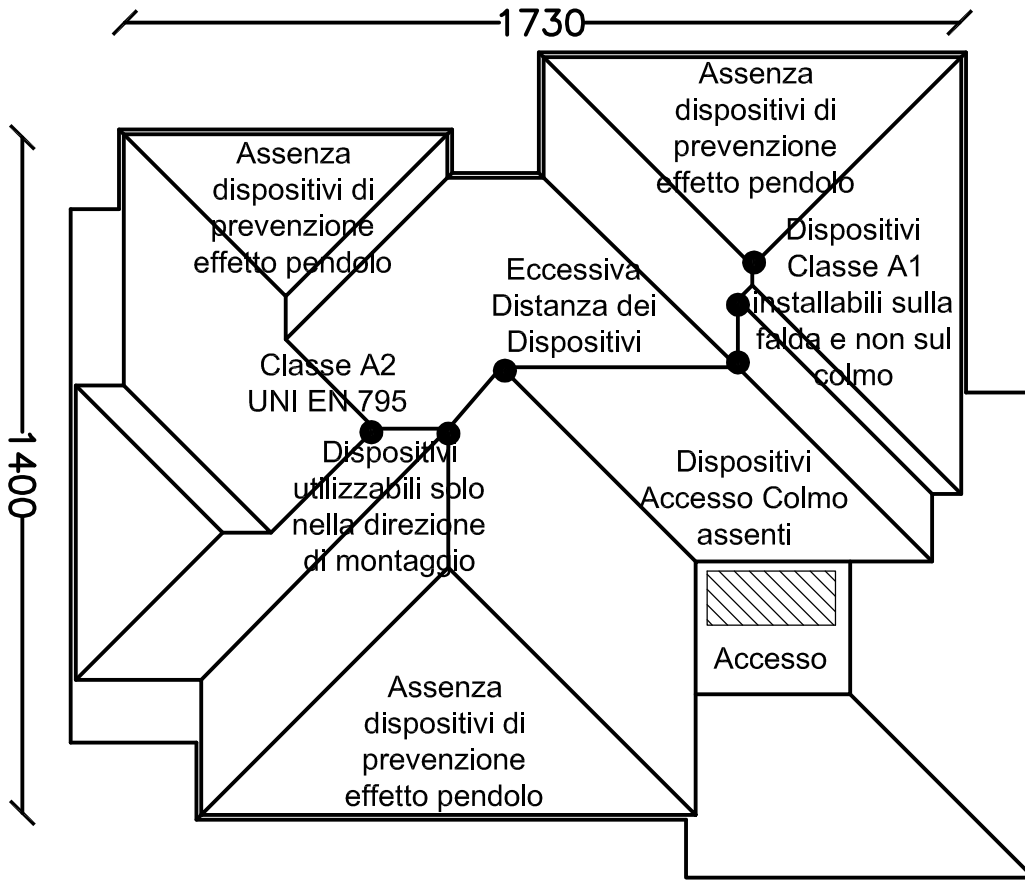 1730
Assenza
dispositivi di
prevenzione
effetto pendolo
Assenza
dispositivi di
prevenzione
effetto pendolo
Dispositivi
Classe A1
installabili sulla
falda e non sul
colmo
Eccessiva
Distanza dei
Dispositivi
Classe A2
UNI EN 795
Dispositivi
utilizzabili solo
nella direzione
di montaggio
Dispositivi
Accesso Colmo
assenti
1400
Accesso
Assenza
dispositivi di
prevenzione
effetto pendolo